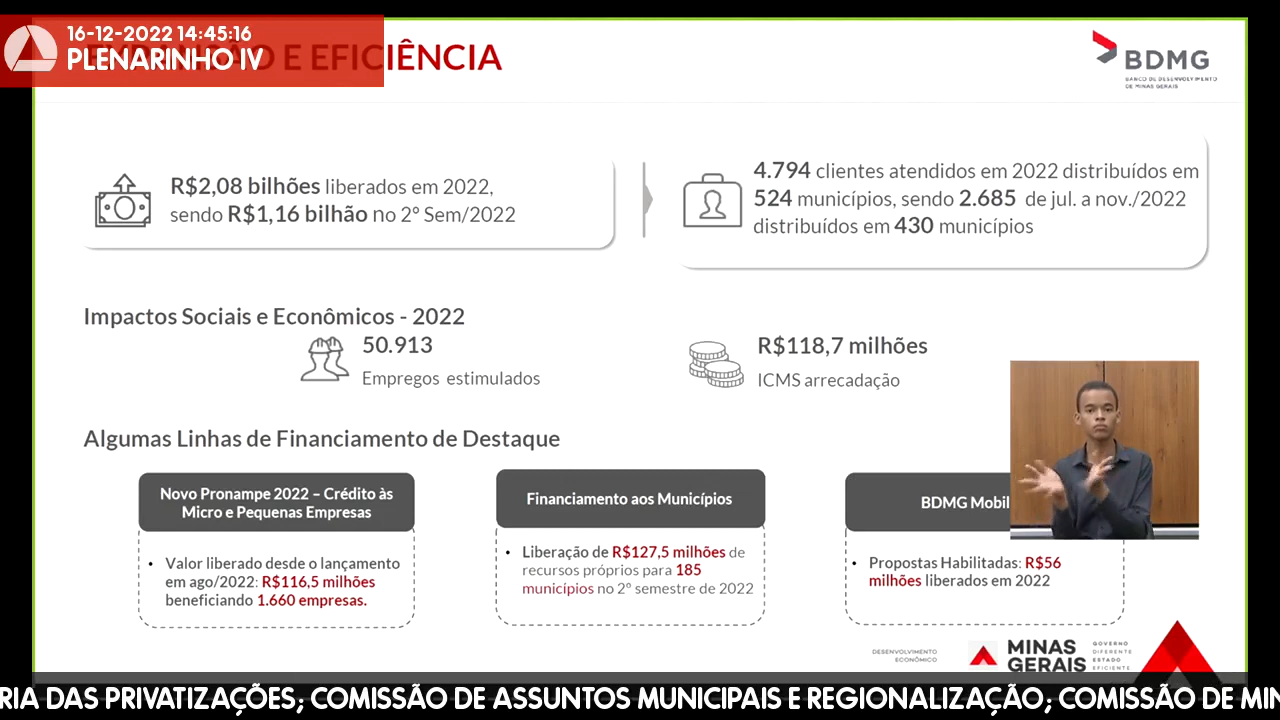 16-12-2022 14:45:16
PLENARINHO IV
E EFICIÊNCIA
BDMG
BANCO DE DESENVOLVIMENTO
DE MINAS GERAIS
R$2,08 bilhões liberados em 2022,
sendo R$1,16 bilhão no 2º Sem/2022
4.794 clientes atendidos em 2022 distribuídos em
524 municípios, sendo 2.685 de jul. a nov./2022
distribuídos em 430 municípios
Impactos Sociais e Econômicos - 2022
50.913
Empregos estimulados
R$118,7 milhões
ICMS arrecadação
Algumas Linhas de Financiamento de Destaque
Novo Pronampe 2022 – Crédito às
Micro e Pequenas Empresas
• Valor liberado desde o lançamento
em ago/2022: R$116,5 milhões
beneficiando 1.660 empresas.
Financiamento aos Municípios
• Liberação de R$127,5 milhões de
recursos próprios para 185
municípios no 2º semestre de 2022
BDMG
• Propostas Habilitadas: R$56
milhões liberados em 2022
DESENVOLVIMENTO
ECONÔMICO
MINAS
GERAIS
GOVERNO
DIFERENTE
ESTADO
EFICIENTE
RIA DAS PRIVATIZAÇÕES; COMISSÃO DE ASSUNTOS MUNICIPAIS E REGIONALIZAÇÃO; COMISSÃO DE MIN